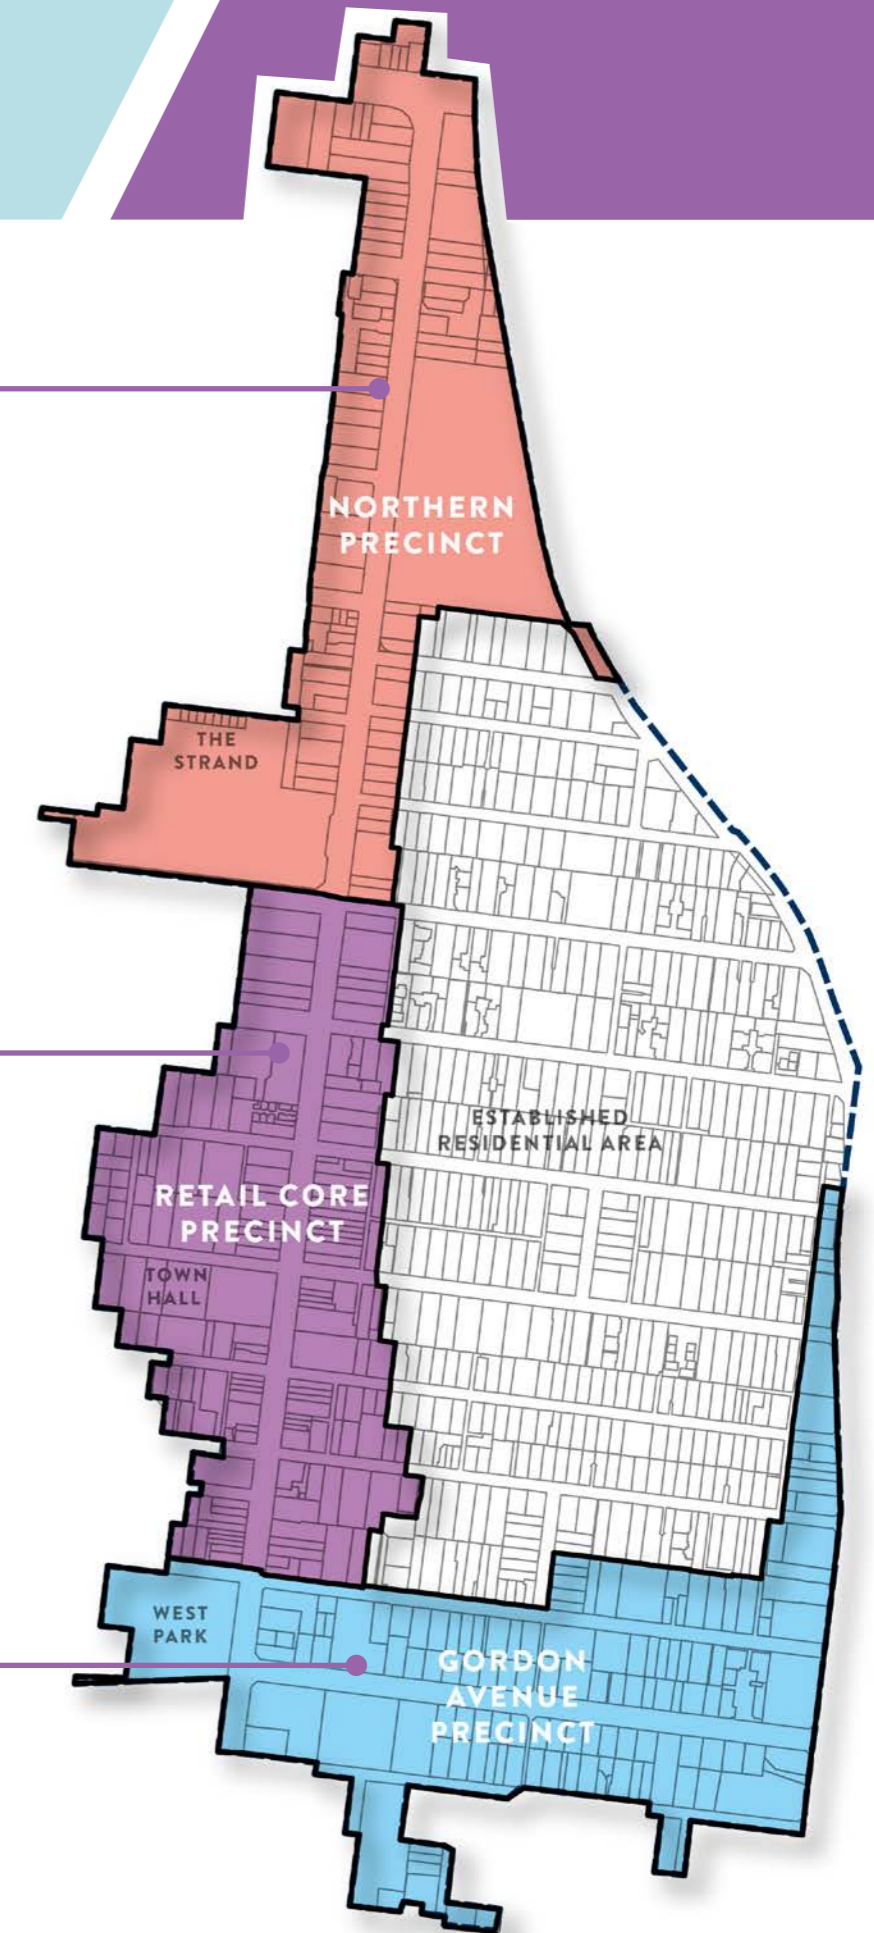 NORTHERN
PRECINCT
THE
STRAND
ESTABLISHED
RESIDENTIAL AREA
RETAIL CORE
PRECINCT
TOWN
HALL
WEST
PARK
GORDON
AVENUE
PRECINCT